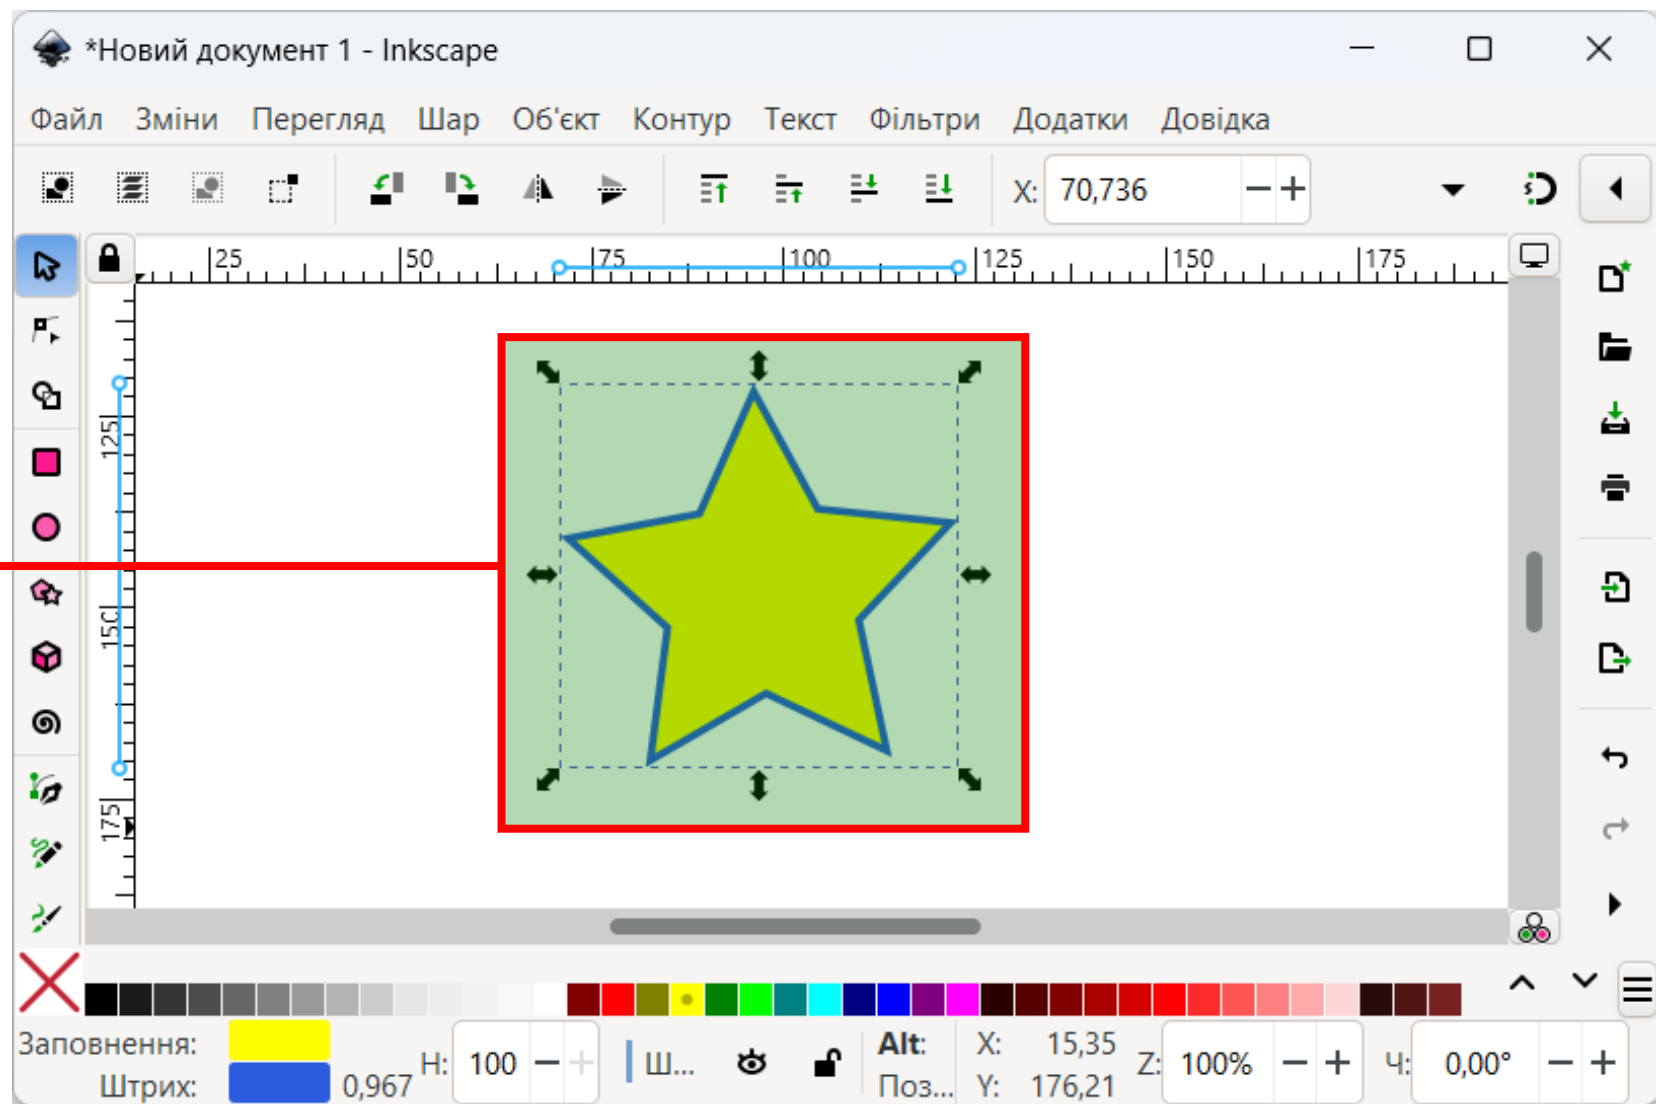 *Новий документ 1 - Inkscape
Файл Зміни Перегляд Шар Об'єкт Контур Текст Фільтри Додатки Довідка
X: 70,736
25 50 75 100 125 150 175
125
150
175
Заповнення:
Штрих: 0,967
Н: 100
Ш...
Alt:
Поз...
X: 15,35
Y: 176,21
Z: 100%
Ч: 0,00°